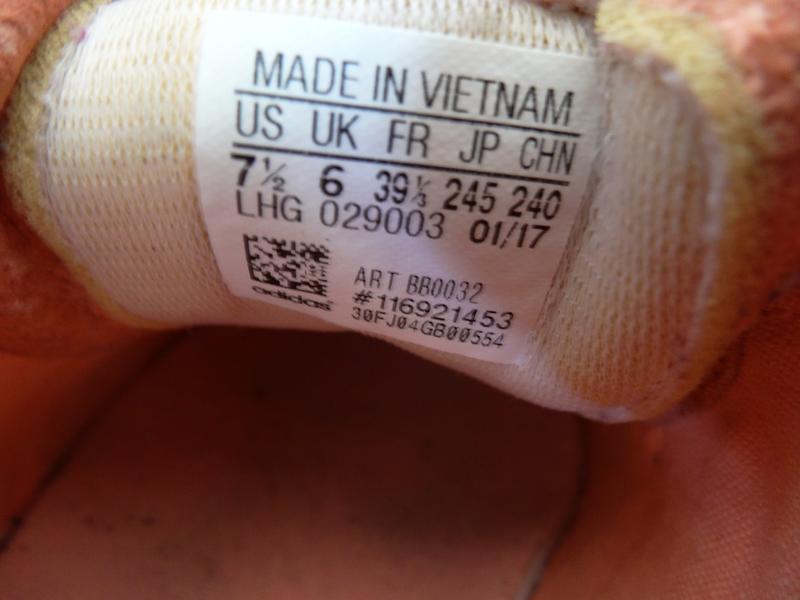 MADE IN VIETNAM
US UK FR JP CHN
7½ 6 39⅓ 245 240
LHG 029003 01/17
ART BB0032
adidas
#116921453
30FJ04GB00554